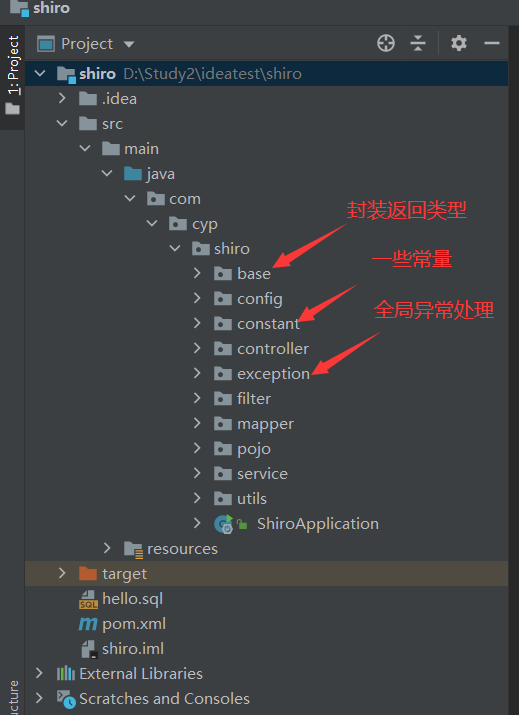 shiro
Project
1: Project
shiro D:\Study2\ideatest\shiro
.idea
src
main
java
com
cyp
shiro
封装返回类型
base
一些常量
config
全局异常处理
constant
controller
exception
filter
mapper
pojo
service
utils
ShiroApplication
resources
target
hello.sql
pom.xml
shiro.iml
External Libraries
Scratches and Consoles
ucture